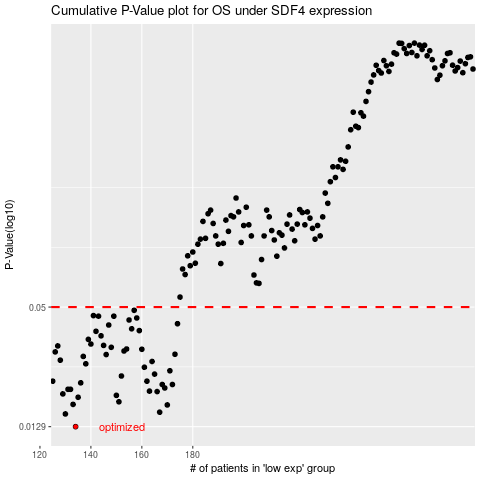 Cumulative P-Value plot for OS under SDF4 expression
P-Value(log10)
0.05
0.0129
optimized
120 140 160 180
# of patients in 'low exp' group